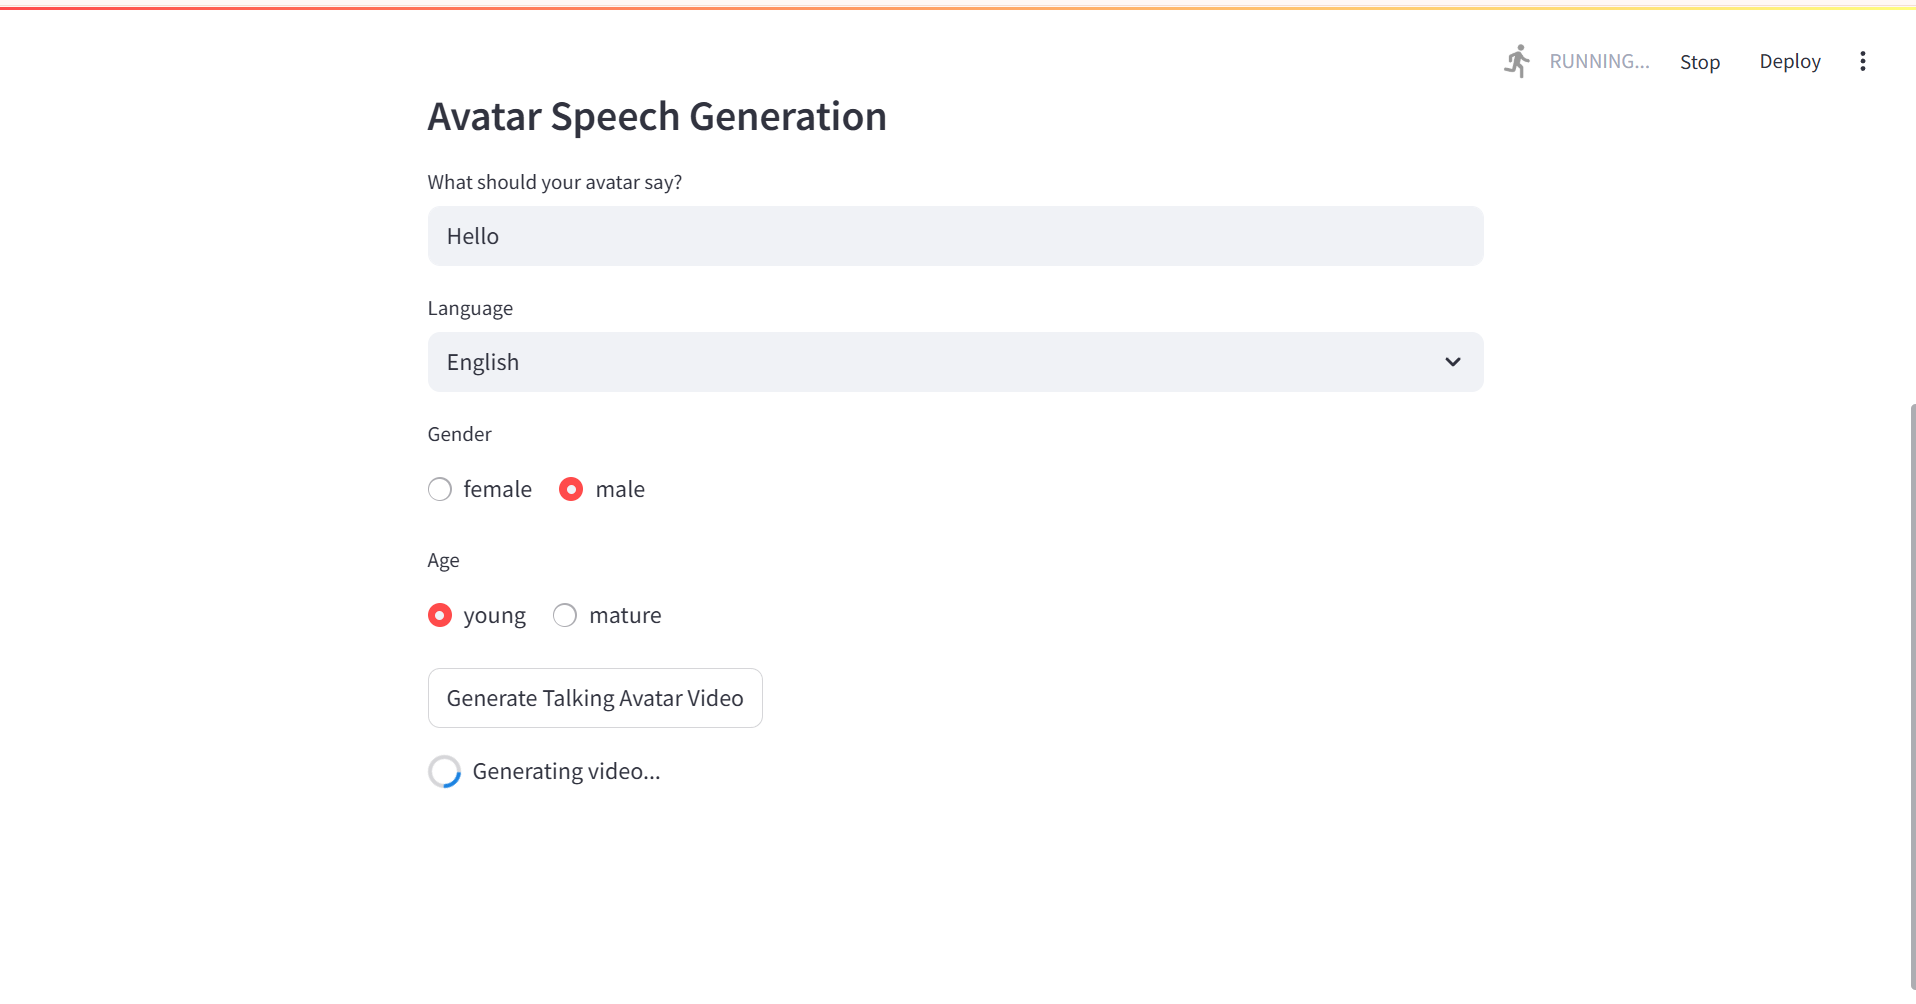 RUNNING... Stop Deploy
Avatar Speech Generation
What should your avatar say?
Hello
Language
English
Gender
female male
Age
young mature
Generate Talking Avatar Video
Generating video...